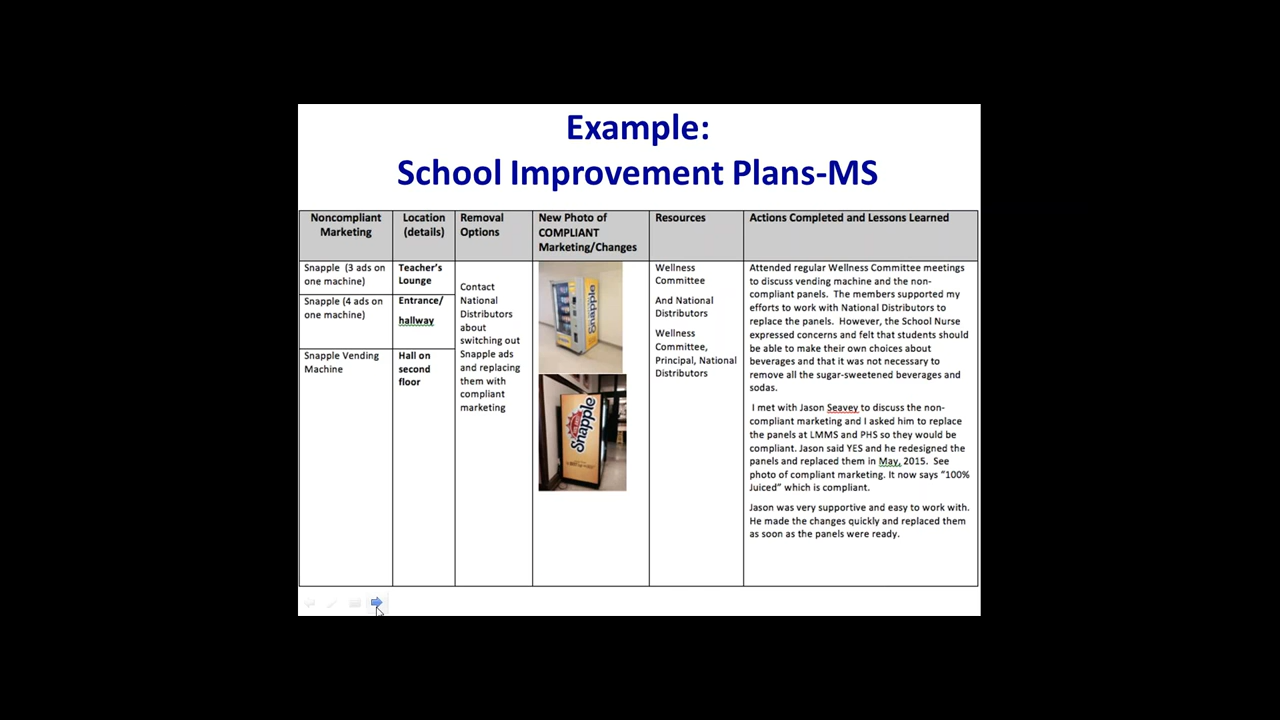 Example:
School Improvement Plans-MS
Noncompliant
Marketing
Location
(details)
Removal
Options
New Photo of
COMPLIANT
Marketing/Changes
Resources
Actions Completed and Lessons Learned
Snapple (3 ads on
one machine)
Teacher's
Lounge
Snapple (4 ads on
one machine)
Entrance/
hallway
Snapple Vending
Machine
Hall on
second
floor
Contact
National
Distributors
about
switching out
Snapple ads
and replacing
them with
compliant
marketing
Snapple
Snapple
Wellness
Committee
And National
Distributors
Wellness
Committee,
Principal, National
Distributors
Attended regular Wellness Committee meetings
to discuss vending machine and the non-
compliant panels. The members supported my
efforts to work with National Distributors to
replace the panels. However, the School Nurse
expressed concerns and felt that students should
be able to make their own choices about
beverages and that it was not necessary to
remove all the sugar-sweetened beverages and
sodas.
I met with Jason Seavey to discuss the non-
compliant marketing and I asked him to replace
the panels at LMMS and PHS so they would be
compliant. Jason said YES and he redesigned the
panels and replaced them in May, 2015. See
photo of compliant marketing. It now says "100%
Juiced" which is compliant.
Jason was very supportive and easy to work with.
He made the changes quickly and replaced them
as soon as the panels were ready.